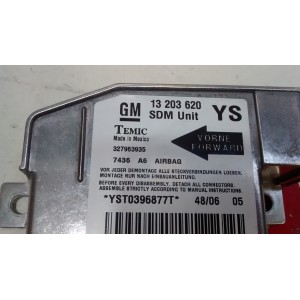 GM 13 203 620 YS
SDM Unit
TEMIC
Made in Mexico
VORNE
FORWARD
327963935
7436 A6 AIRBAG
VOR JEDER DEMONTAGE ALLE STECKVERBINDUNGEN LOESEN.
MONTAGE NUR NACH EINBAUANLEITUNG.
BEFORE EVERY DISASSEMBLY, DETACH ALL CONNECTORS.
ASSEMBLE STRICTLY ACCORDING TO MANUAL INSTRUCTIONS.
*YST0396877T* 48/06 05